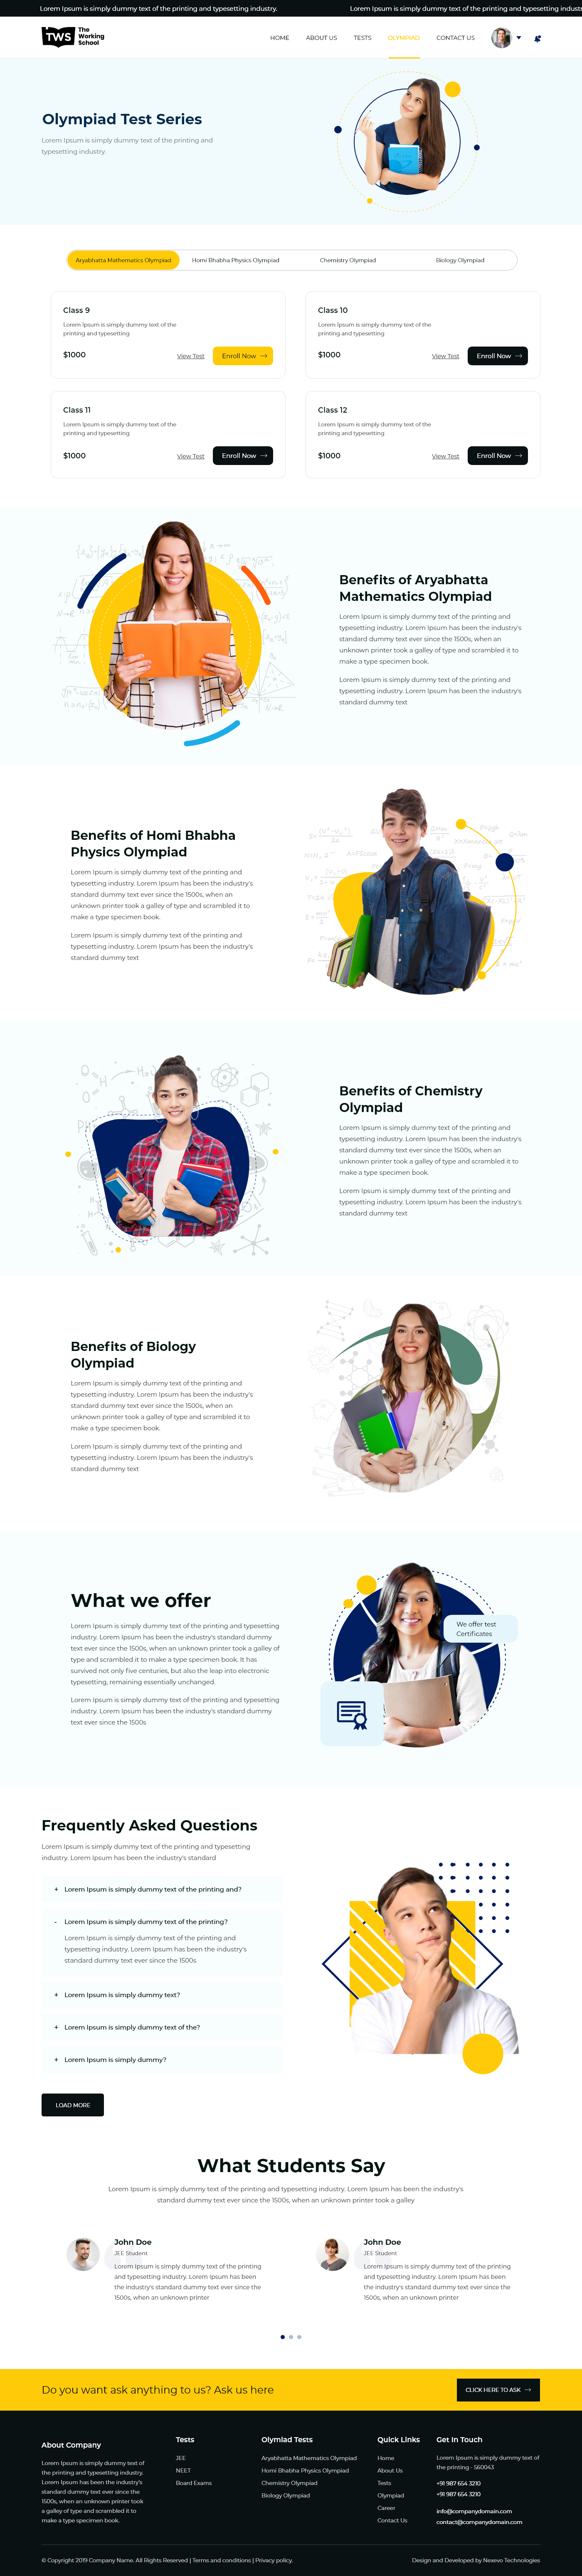 Lorem Ipsum is simply dummy text of the printing and typesetting industry.
Lorem Ipsum is simply dummy text of the printing and typesetting indust
TWS The Working School
HOME ABOUT US TESTS OLYMPIAD CONTACT US
Olympiad Test Series
Lorem Ipsum is simply dummy text of the printing and
typesetting industry.
Aryabhatta Mathematics Olympiad Homi Bhabha Physics Olympiad Chemistry Olympiad Biology Olympiad
Class 9
Lorem Ipsum is simply dummy text of the
printing and typesetting
$1000 View Test Enroll Now
Class 10
Lorem Ipsum is simply dummy text of the
printing and typesetting
$1000 View Test Enroll Now
Class 11
Lorem Ipsum is simply dummy text of the
printing and typesetting
$1000 View Test Enroll Now
Class 12
Lorem Ipsum is simply dummy text of the
printing and typesetting
$1000 View Test Enroll Now
Benefits of Aryabhatta
Mathematics Olympiad
Lorem Ipsum is simply dummy text of the printing and
typesetting industry. Lorem Ipsum has been the industry's
standard dummy text ever since the 1500s, when an
unknown printer took a galley of type and scrambled it to
make a type specimen book.
Lorem Ipsum is simply dummy text of the printing and
typesetting industry. Lorem Ipsum has been the industry's
standard dummy text
Benefits of Homi Bhabha
Physics Olympiad
Lorem Ipsum is simply dummy text of the printing and
typesetting industry. Lorem Ipsum has been the industry's
standard dummy text ever since the 1500s, when an
unknown printer took a galley of type and scrambled it to
make a type specimen book.
Lorem Ipsum is simply dummy text of the printing and
typesetting industry. Lorem Ipsum has been the industry's
standard dummy text
Benefits of Chemistry
Olympiad
Lorem Ipsum is simply dummy text of the printing and
typesetting industry. Lorem Ipsum has been the industry's
standard dummy text ever since the 1500s, when an
unknown printer took a galley of type and scrambled it to
make a type specimen book.
Lorem Ipsum is simply dummy text of the printing and
typesetting industry. Lorem Ipsum has been the industry's
standard dummy text
Benefits of Biology
Olympiad
Lorem Ipsum is simply dummy text of the printing and
typesetting industry. Lorem Ipsum has been the industry's
standard dummy text ever since the 1500s, when an
unknown printer took a galley of type and scrambled it to
make a type specimen book.
Lorem Ipsum is simply dummy text of the printing and
typesetting industry. Lorem Ipsum has been the industry's
standard dummy text
What we offer
Lorem Ipsum is simply dummy text of the printing and typesetting
industry. Lorem Ipsum has been the industry's standard dummy
text ever since the 1500s, when an unknown printer took a galley of
type and scrambled it to make a type specimen book. It has
survived not only five centuries, but also the leap into electronic
typesetting, remaining essentially unchanged.
Lorem Ipsum is simply dummy text of the printing and typesetting
industry. Lorem Ipsum has been the industry's standard dummy
text ever since the 1500s
We offer test
Certificates
Frequently Asked Questions
Lorem Ipsum is simply dummy text of the printing and typesetting
industry. Lorem Ipsum has been the industry's standard
+ Lorem Ipsum is simply dummy text of the printing and?
- Lorem Ipsum is simply dummy text of the printing?
Lorem Ipsum is simply dummy text of the printing and
typesetting industry. Lorem Ipsum has been the industry's
standard dummy text ever since the 1500s
+ Lorem Ipsum is simply dummy text?
+ Lorem Ipsum is simply dummy text of the?
+ Lorem Ipsum is simply dummy?
LOAD MORE
What Students Say
Lorem Ipsum is simply dummy text of the printing and typesetting industry. Lorem Ipsum has been the industry's
standard dummy text ever since the 1500s, when an unknown printer took a galley
John Doe
JEE Student
Lorem Ipsum is simply dummy text of the printing
and typesetting industry. Lorem Ipsum has been
the industry's standard dummy text ever since the
1500s, when an unknown printer
John Doe
JEE Student
Lorem Ipsum is simply dummy text of the printing
and typesetting industry. Lorem Ipsum has been
the industry's standard dummy text ever since the
1500s, when an unknown printer
Do you want ask anything to us? Ask us here
CLICK HERE TO ASK
About Company
Lorem Ipsum is simply dummy text of
the printing and typesetting industry.
Lorem Ipsum has been the industry's
standard dummy text ever since the
1500s, when an unknown printer took
a galley of type and scrambled it to
make a type specimen book.
Tests
JEE
NEET
Board Exams
Olymiad Tests
Aryabhatta Mathematics Olympiad
Homi Bhabha Physics Olympiad
Chemistry Olympiad
Biology Olympiad
Quick Links
Home
About Us
Tests
Olympiad
Career
Contact Us
Get In Touch
Lorem Ipsum is simply dummy text of
the printing - 560043
+91 987 654 3210
+91 987 654 3210
info@companydomain.com
contact@companydomain.com
© Copyright 2019 Company Name. All Rights Reserved | Terms and conditions | Privacy policy.
Design and Developed by Nexevo Technologies